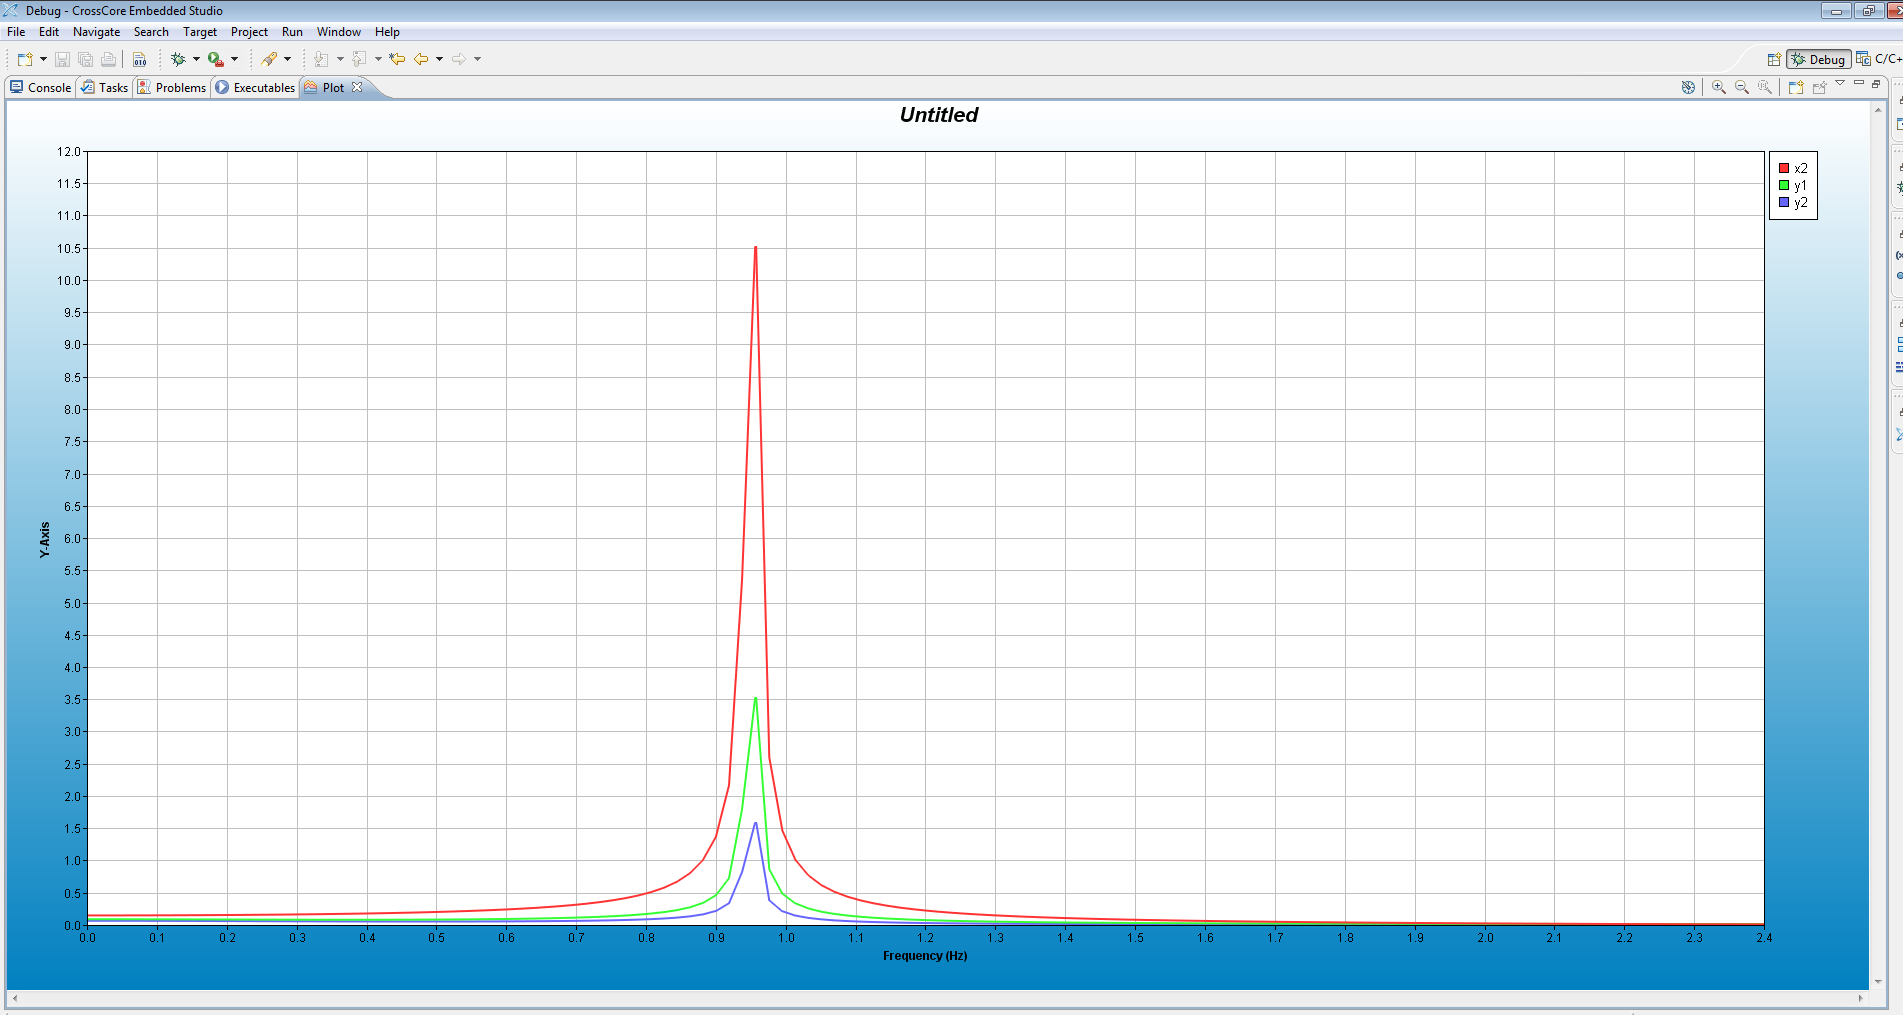 Debug - CrossCore Embedded Studio
File Edit Navigate Search Target Project Run Window Help
010
Debug C/C+
Console Tasks Problems Executables Plot
Untitled
12.0
11.5
11.0
10.5
10.0
9.5
9.0
8.5
8.0
7.5
7.0
6.5
6.0
5.5
5.0
4.5
4.0
3.5
3.0
2.5
2.0
1.5
1.0
0.5
0.0
Y-Axis
x2
y1
y2
0.0 0.1 0.2 0.3 0.4 0.5 0.6 0.7 0.8 0.9 1.0 1.1 1.2 1.3 1.4 1.5 1.6 1.7 1.8 1.9 2.0 2.1 2.2 2.3 2.4
Frequency (Hz)